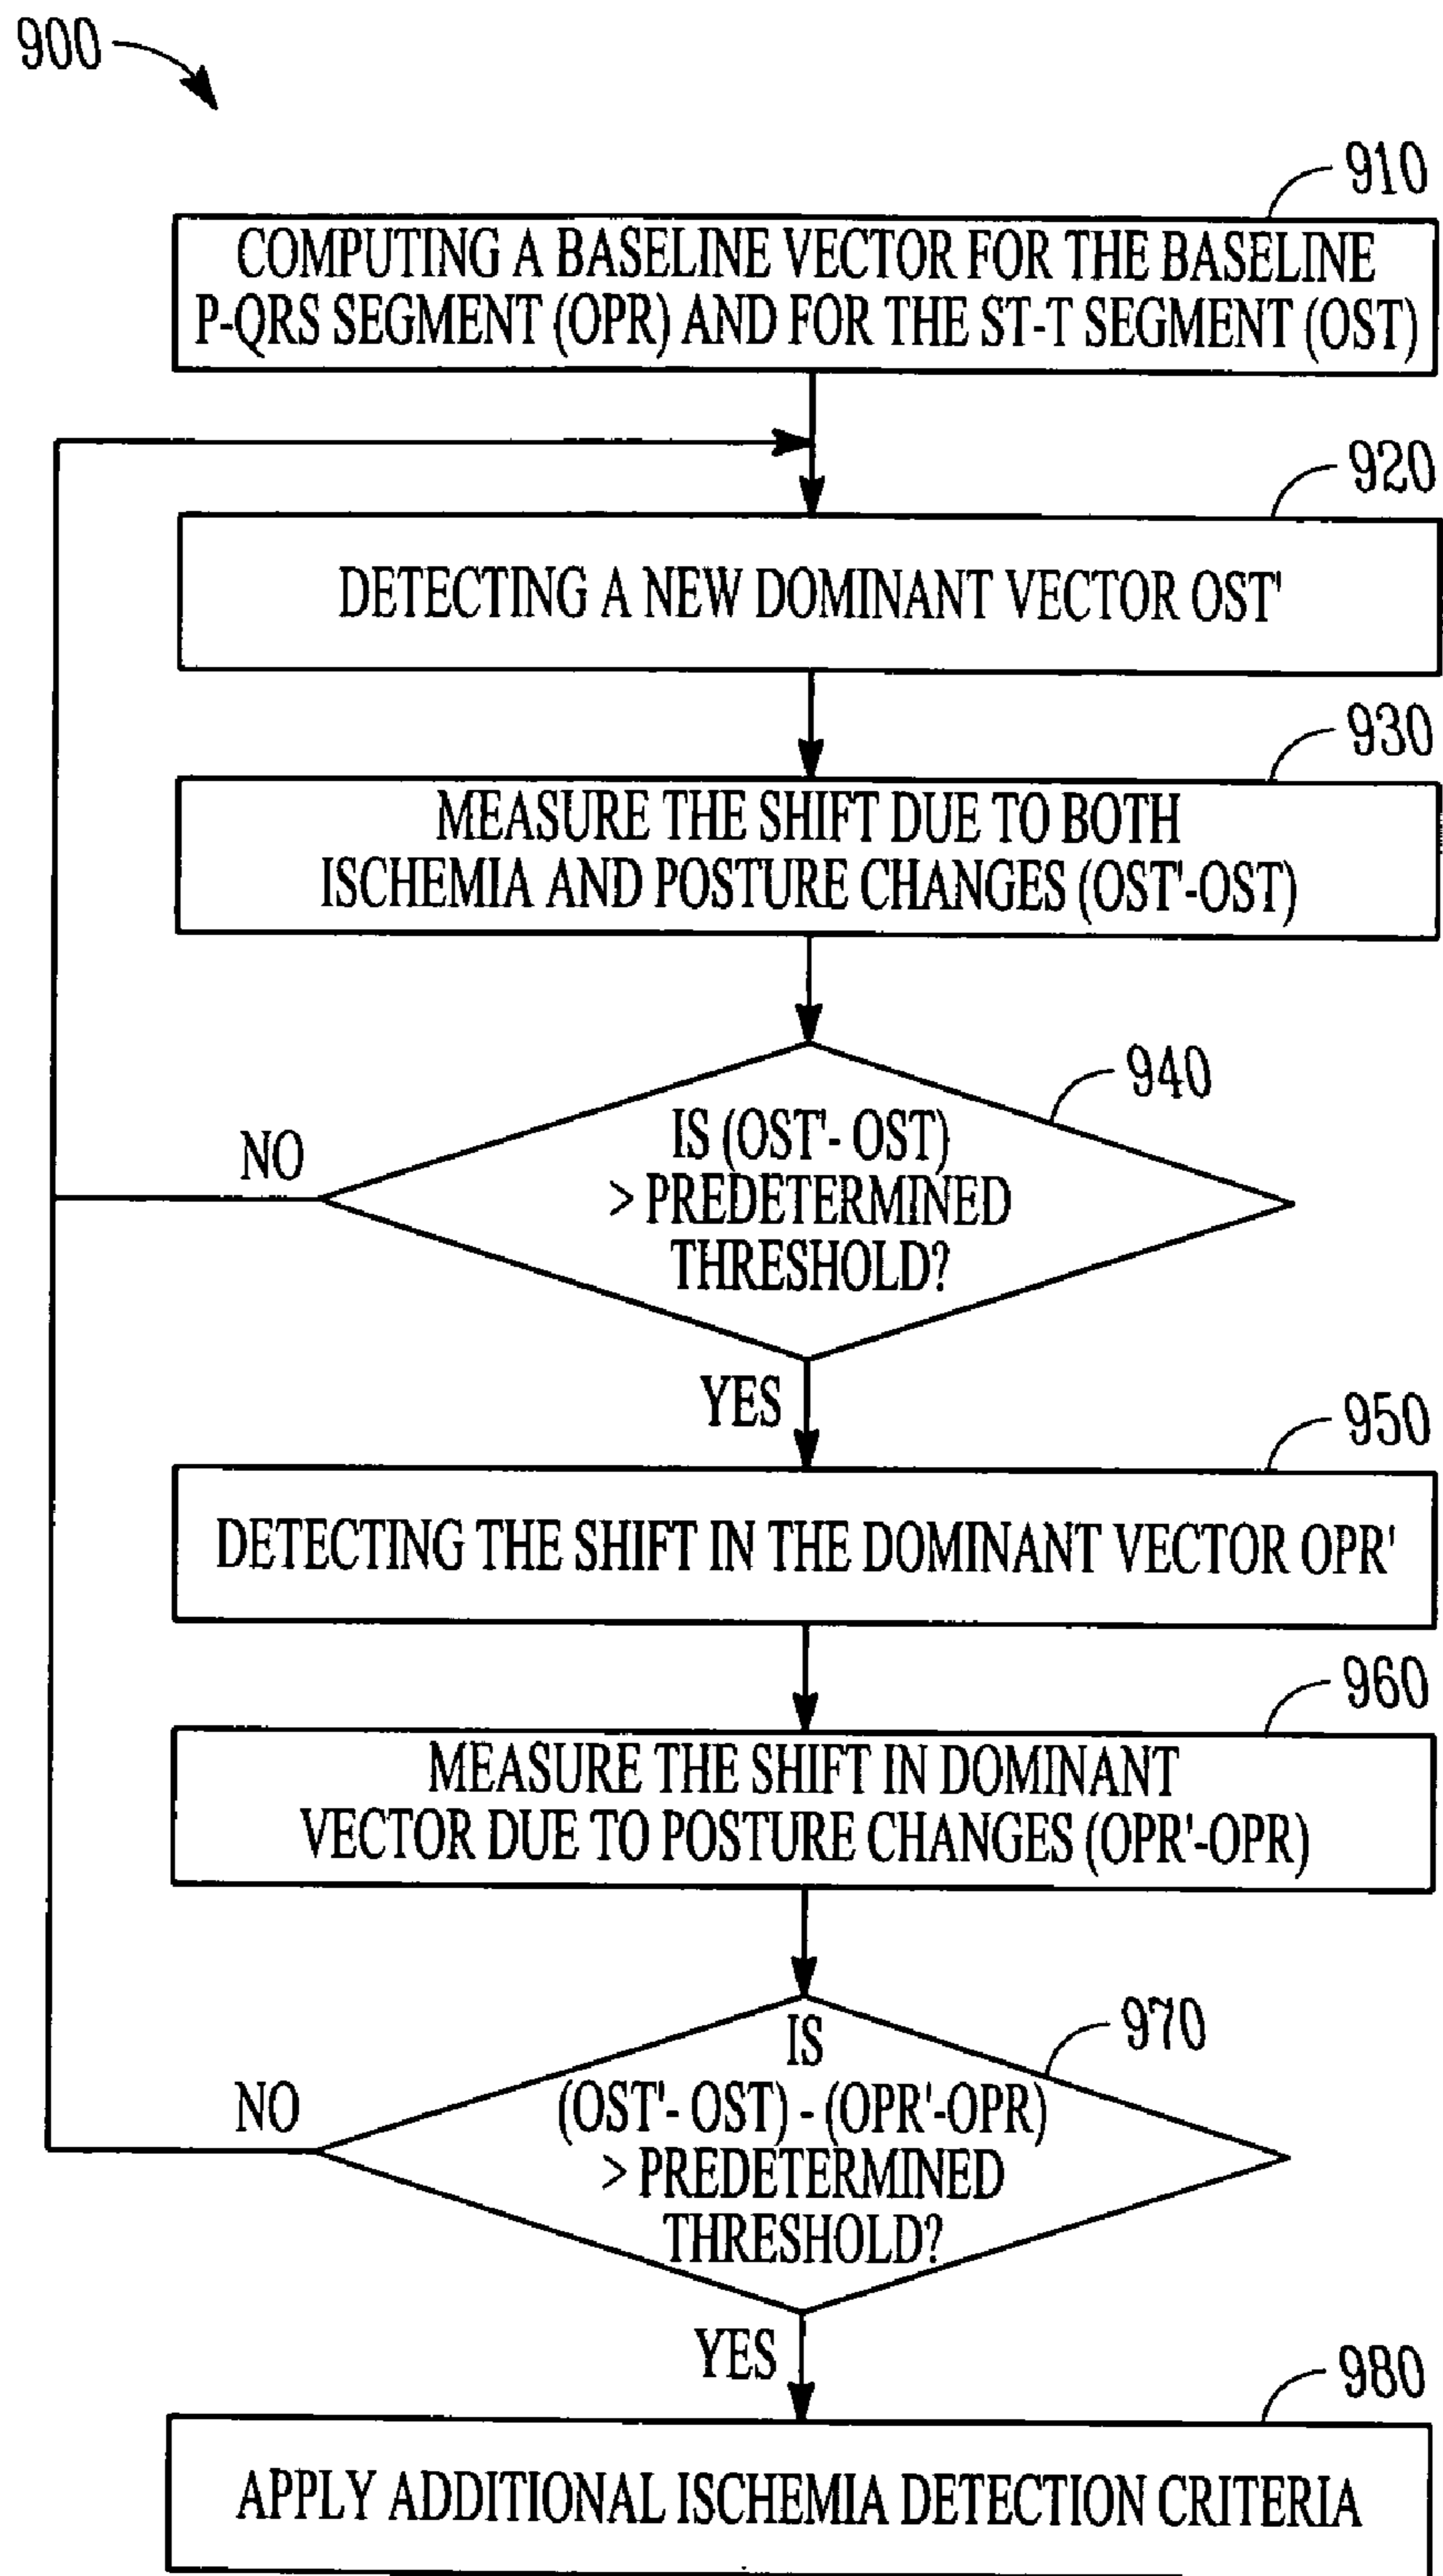 900
910
COMPUTING A BASELINE VECTOR FOR THE BASELINE
P-QRS SEGMENT (OPR) AND FOR THE ST-T SEGMENT (OST)
920
DETECTING A NEW DOMINANT VECTOR OST'
930
MEASURE THE SHIFT DUE TO BOTH
ISCHEMIA AND POSTURE CHANGES (OST'-OST)
940
IS (OST'- OST)
> PREDETERMINED
THRESHOLD?
NO
YES
950
DETECTING THE SHIFT IN THE DOMINANT VECTOR OPR'
960
MEASURE THE SHIFT IN DOMINANT
VECTOR DUE TO POSTURE CHANGES (OPR'-OPR)
970
IS
(OST'- OST) - (OPR'-OPR)
> PREDETERMINED
THRESHOLD?
NO
YES
980
APPLY ADDITIONAL ISCHEMIA DETECTION CRITERIA